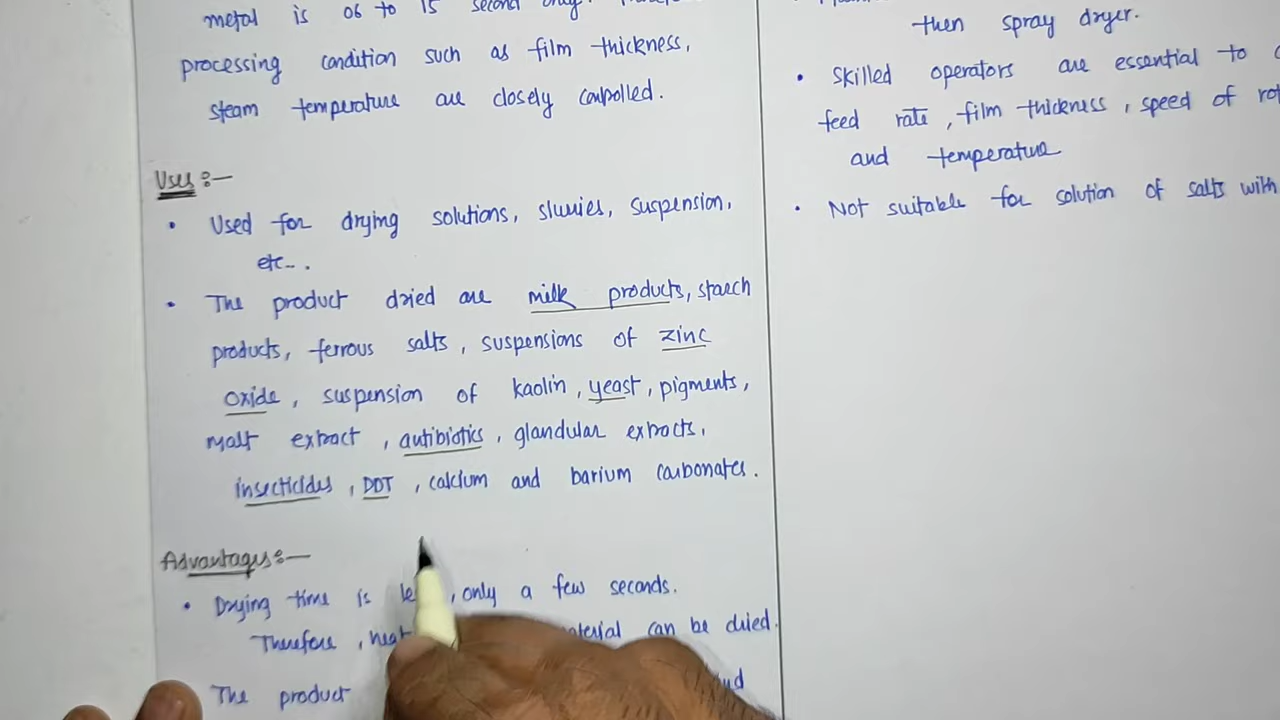 metal is 06 to 15 second only.
processing condition such as film thickness,
steam temperature are closely controlled.
Uses :-
• Used for drying solutions, slurries, suspension,
etc-.
• The product dried are milk products, starch
products, ferrous salts, suspensions of zinc
oxide, suspension of kaolin, yeast, pigments,
malt extract, antibiotics, glandular extracts,
insecticides, DDT, calcium and barium carbonates.
Advantages :-
• Drying time is , only a few seconds.
Therefore, can be dried.
The product
then spray dryer.
• Skilled operators are essential to
feed rate, film thickness, speed of
and temperature
• Not suitable for solution of salts with